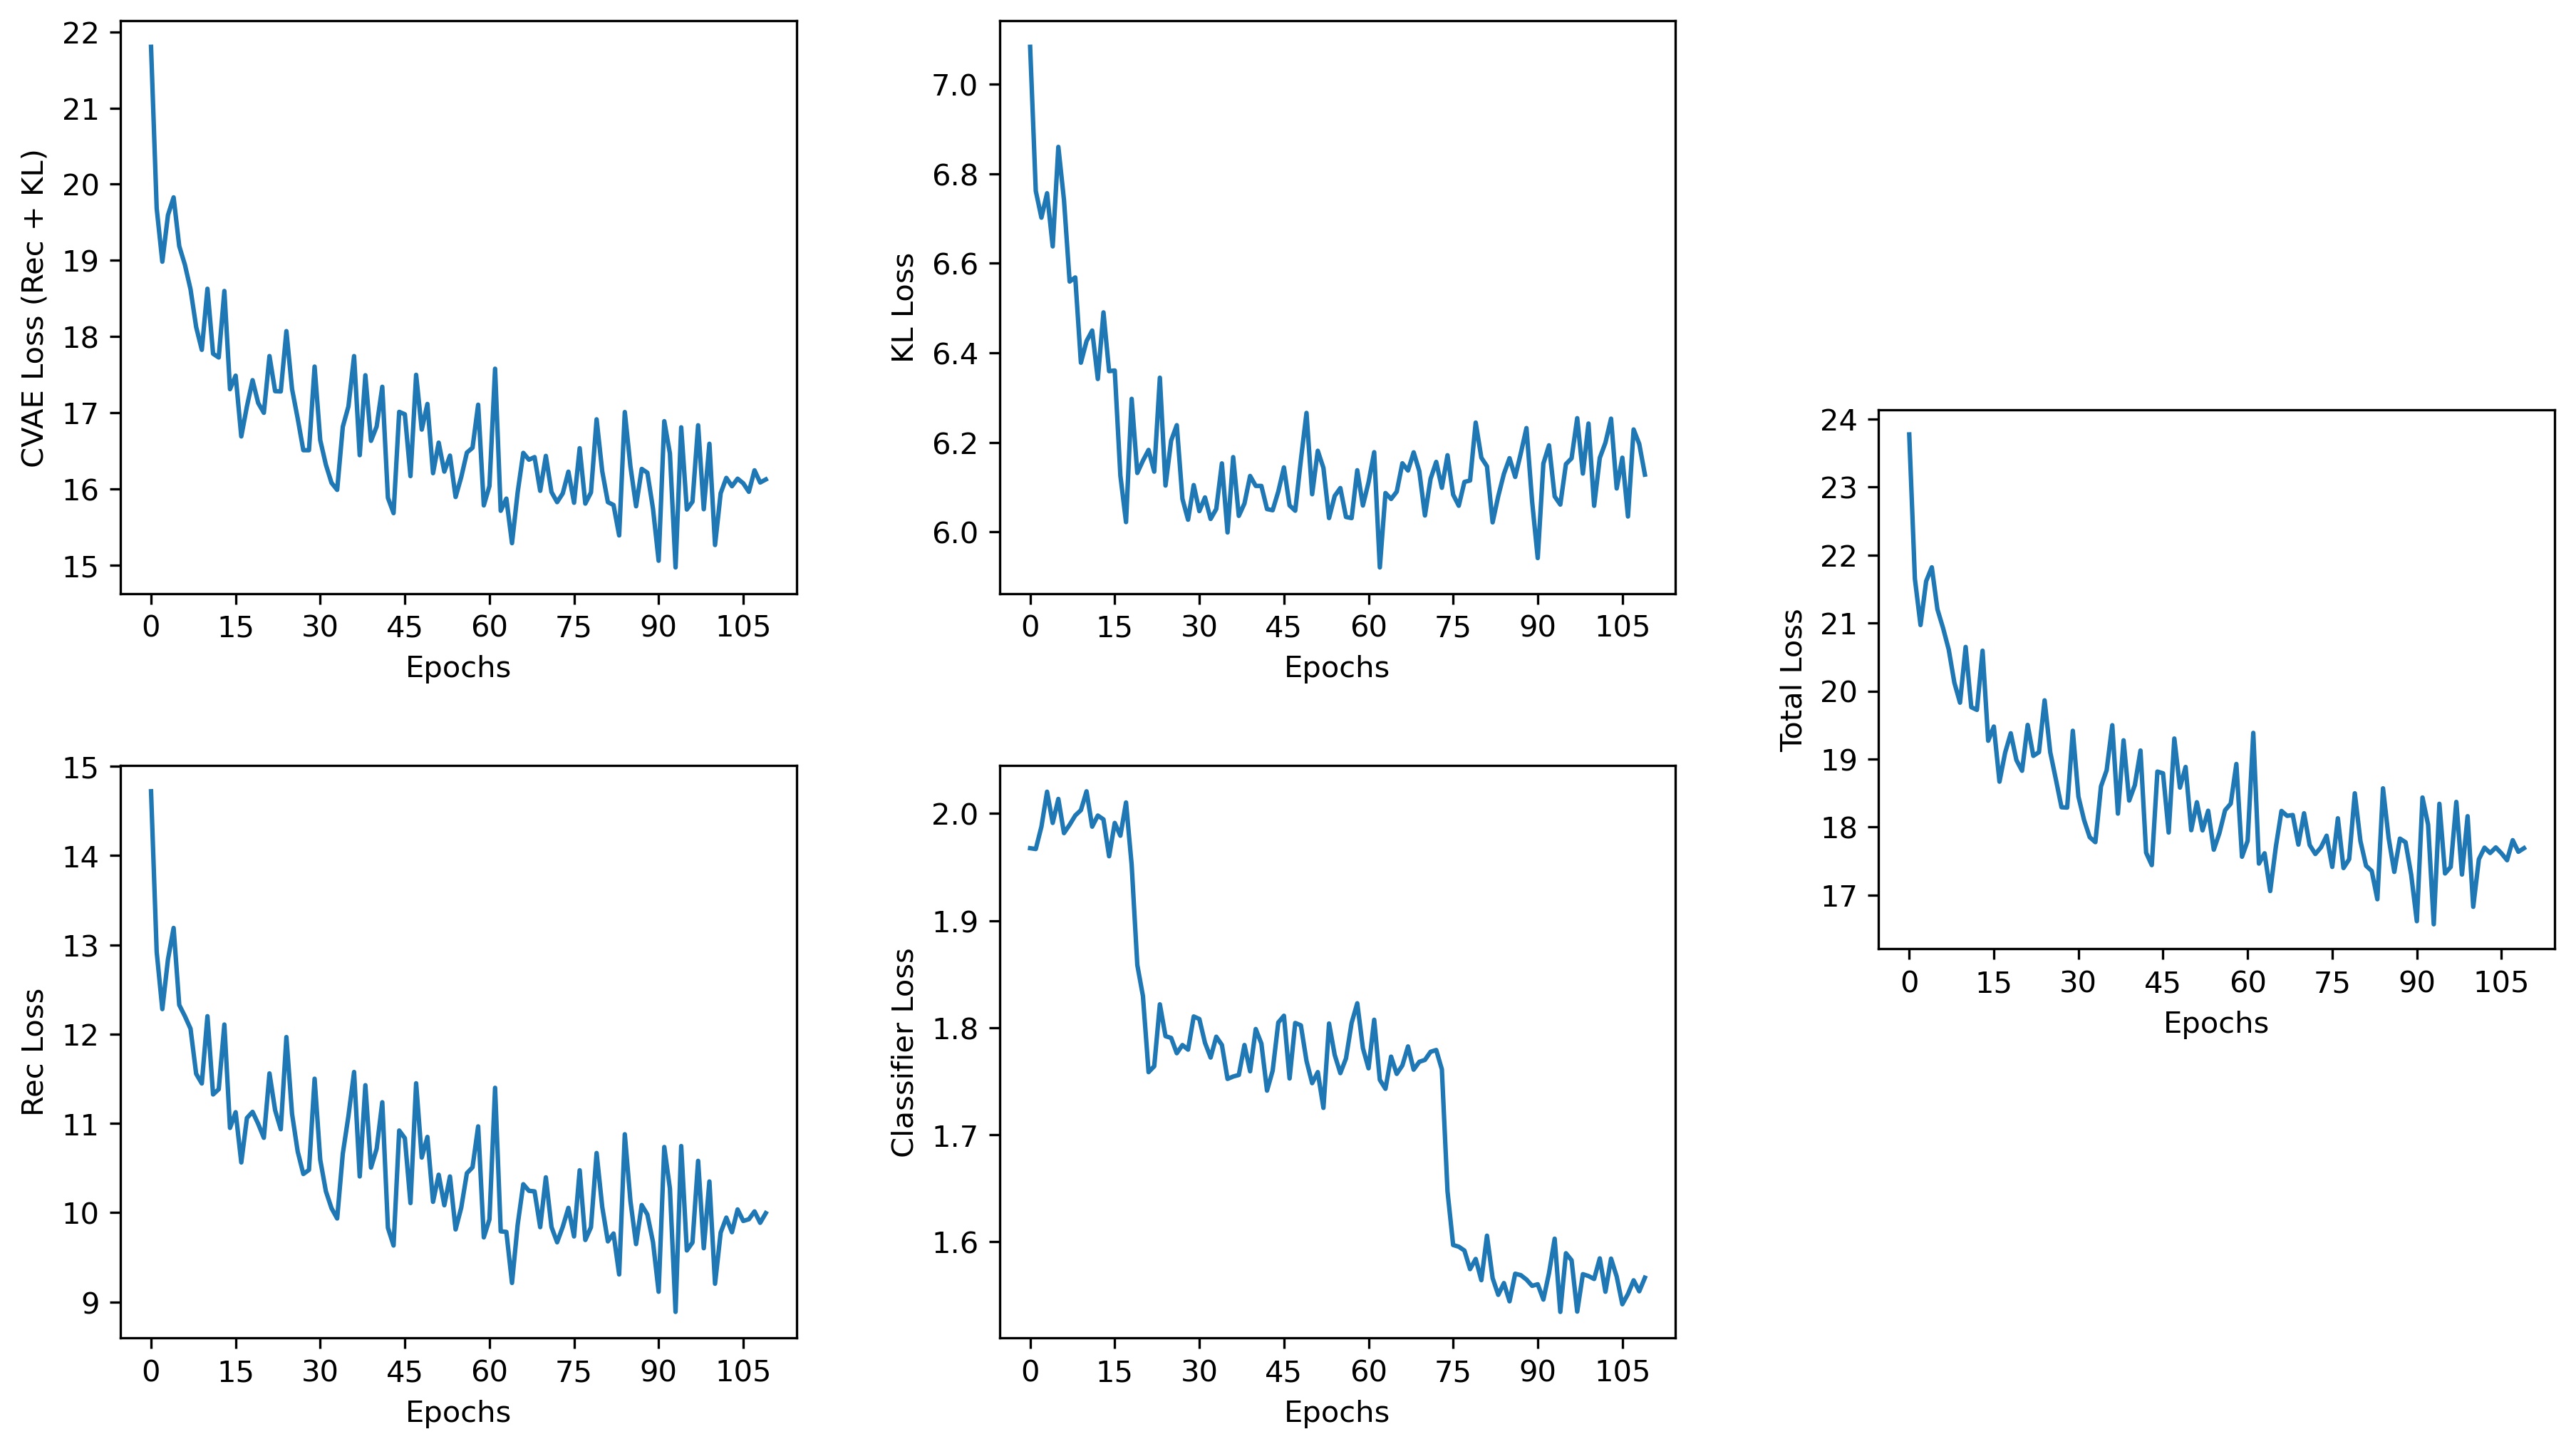 CVAE Loss (Rec + KL)
22
21
20
19
18
17
16
15
0 15 30 45 60 75 90 105
Epochs
KL Loss
7.0
6.8
6.6
6.4
6.2
6.0
0 15 30 45 60 75 90 105
Epochs
Rec Loss
15
14
13
12
11
10
9
0 15 30 45 60 75 90 105
Epochs
Classifier Loss
2.0
1.9
1.8
1.7
1.6
0 15 30 45 60 75 90 105
Epochs
Total Loss
24
23
22
21
20
19
18
17
0 15 30 45 60 75 90 105
Epochs